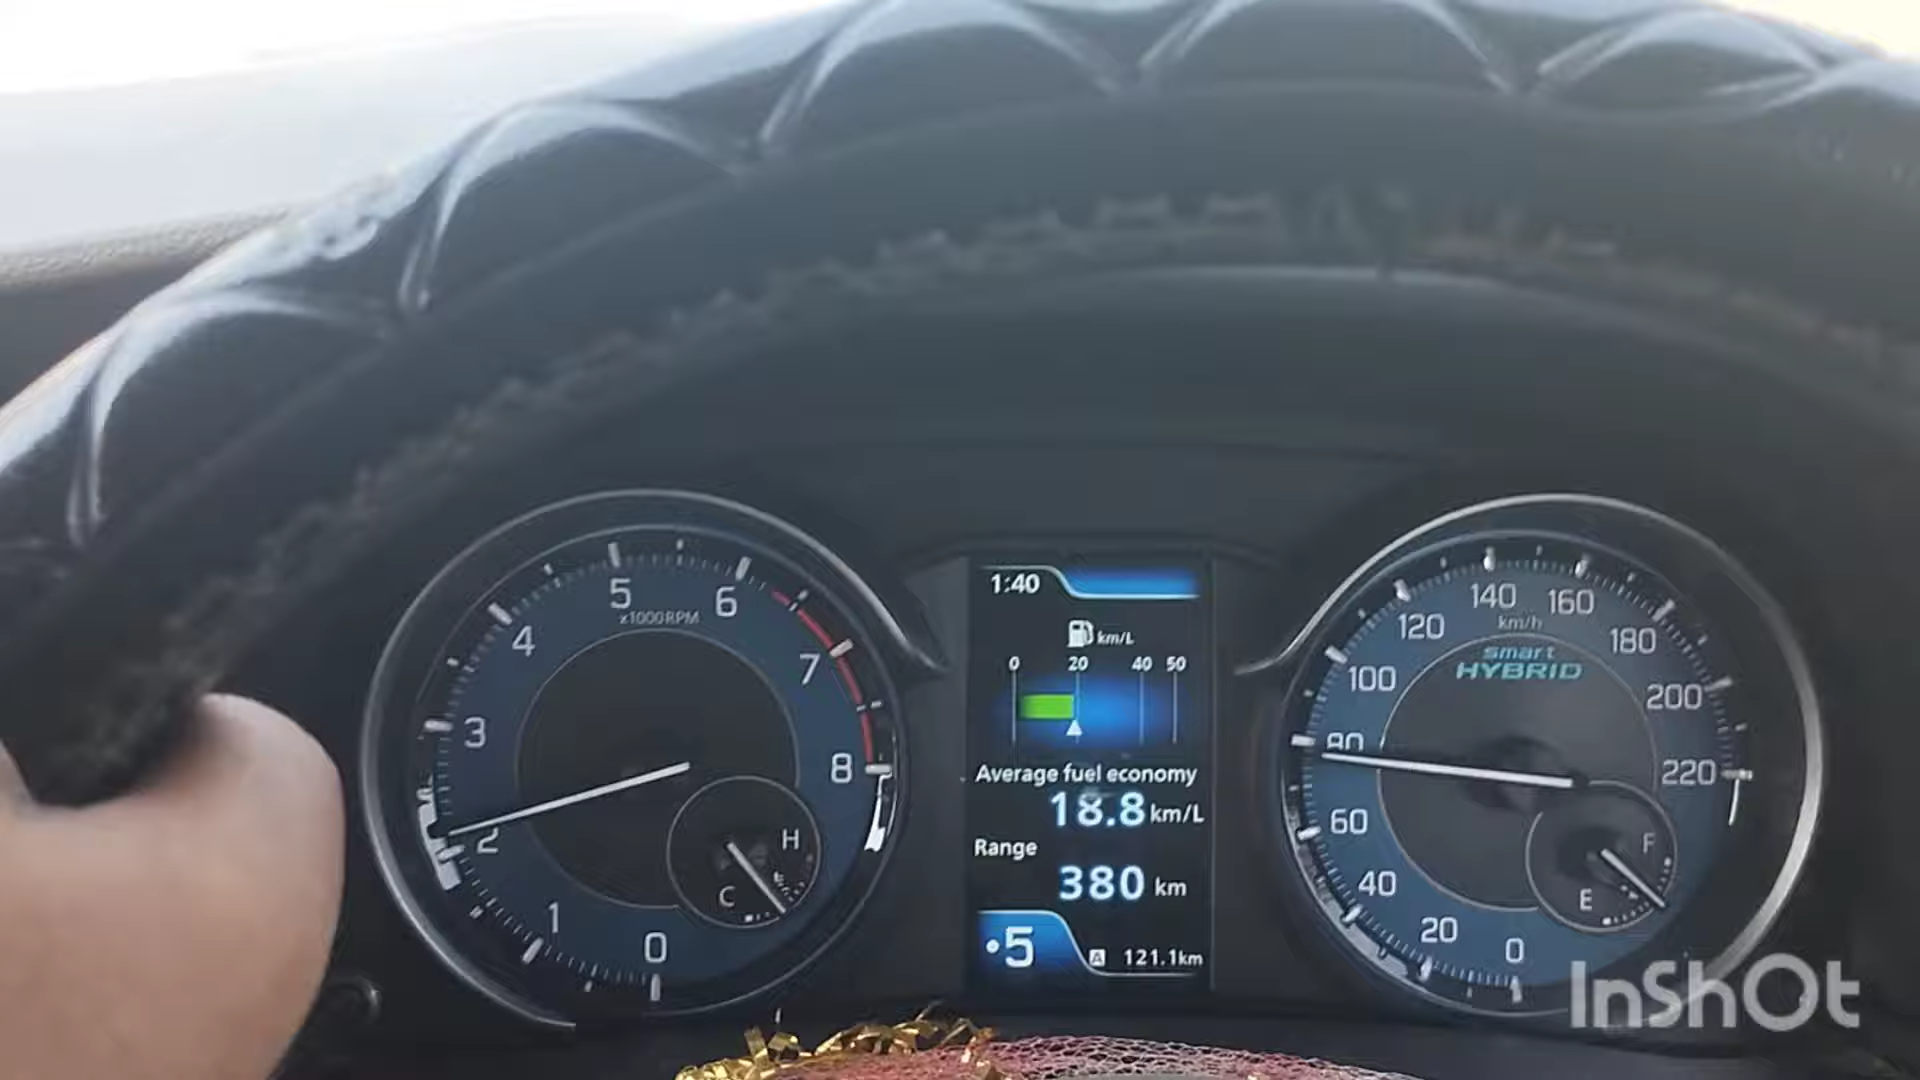 5
x1000RPM
6
4
7
3
8
2
1
0
H
C
1:40
km/L
0 20 40 50
Average fuel economy
18.8 km/L
Range
380 km
•5
A 121.1km
140
160
km/h
120
180
smart
HYBRID
100
200
80
220
60
40
20
0
F
E
InShOt